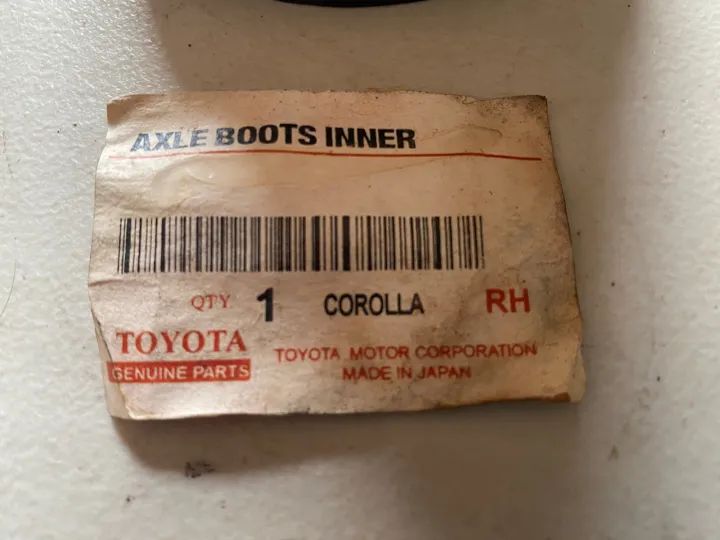 AXLE BOOTS INNER
QTY 1 COROLLA RH
TOYOTA
GENUINE PARTS
TOYOTA MOTOR CORPORATION
MADE IN JAPAN